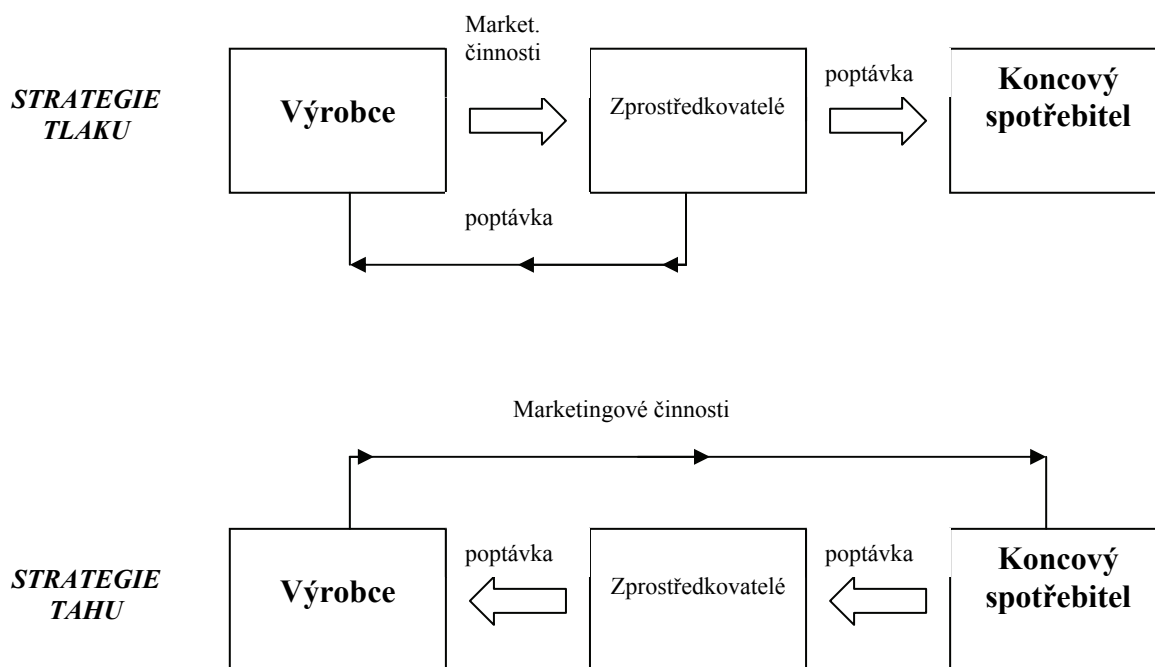 Market.
činnosti
STRATEGIE
TLAKU
Výrobce
Zprostředkovatelé
poptávka
Koncový
spotřebitel
poptávka
Marketingové činnosti
STRATEGIE
TAHU
Výrobce
poptávka
Zprostředkovatelé
poptávka
Koncový
spotřebitel